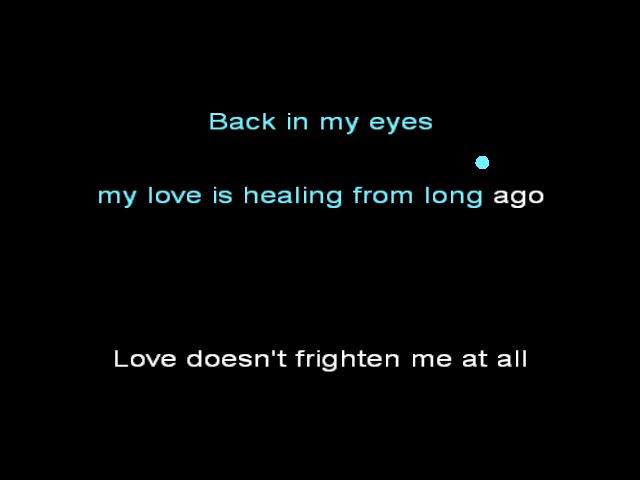 Back in my eyes
my love is healing from long ago
Love doesn't frighten me at all